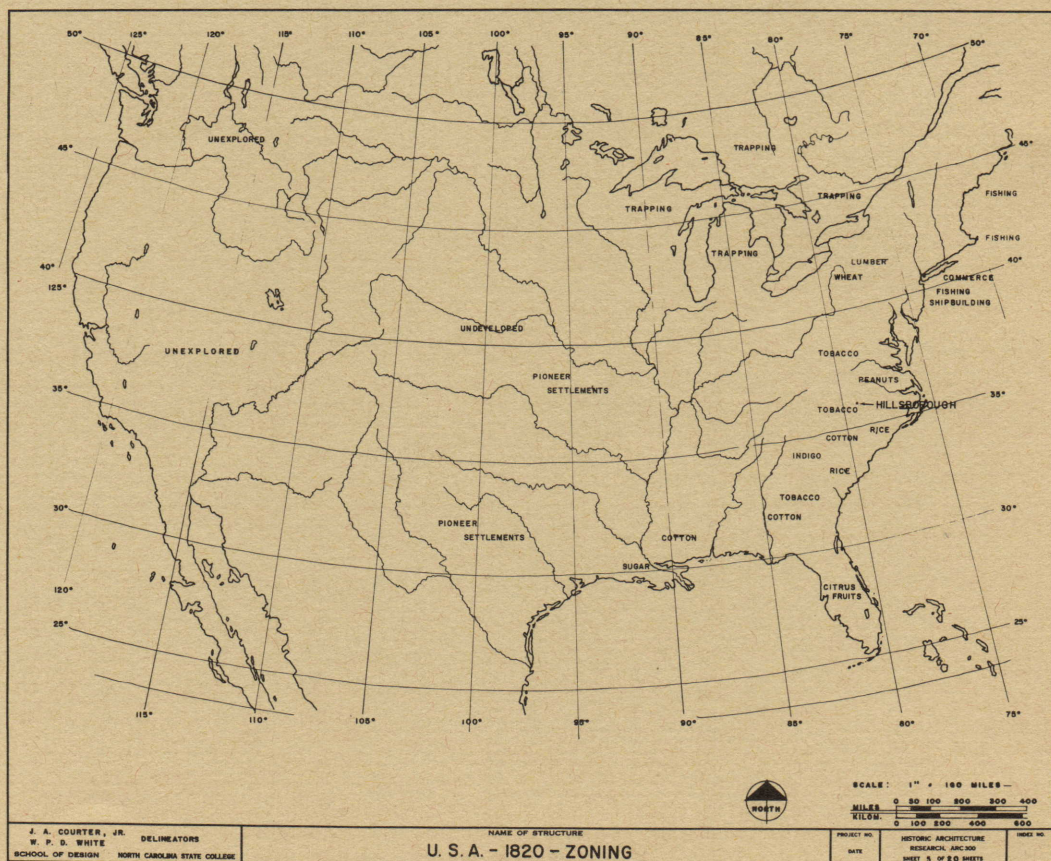 50° 125° 120° 115° 110° 105° 100° 95° 90° 85° 80° 75° 70° 50°
UNEXPLORED
45°
TRAPPING
45°
TRAPPING
TRAPPING
FISHING
TRAPPING
FISHING
LUMBER
WHEAT
40°
125°
40°
COMMERCE
FISHING
SHIPBUILDING
UNDEVELOPED
UNEXPLORED
TOBACCO
PIONEER
SETTLEMENTS
PEANUTS
35°
35°
TOBACCO
HILLSBOROUGH
COTTON
RICE
INDIGO
RICE
TOBACCO
COTTON
30°
30°
PIONEER
SETTLEMENTS
COTTON
SUGAR
120°
CITRUS
FRUITS
25°
25°
115° 110° 105° 100° 95° 90° 85° 80° 75°
NORTH
SCALE: 1" = 160 MILES
MILES 0 50 100 200 300 400
KILOM. 0 100 200 400 600
J. A. COURTER, JR.
W. P. D. WHITE
DELINEATORS
SCHOOL OF DESIGN NORTH CAROLINA STATE COLLEGE
NAME OF STRUCTURE
U. S. A. - 1820 - ZONING
PROJECT NO.
DATE
HISTORIC ARCHITECTURE
RESEARCH, ARC 300
SHEET OF 20 SHEETS
INDEX NO.